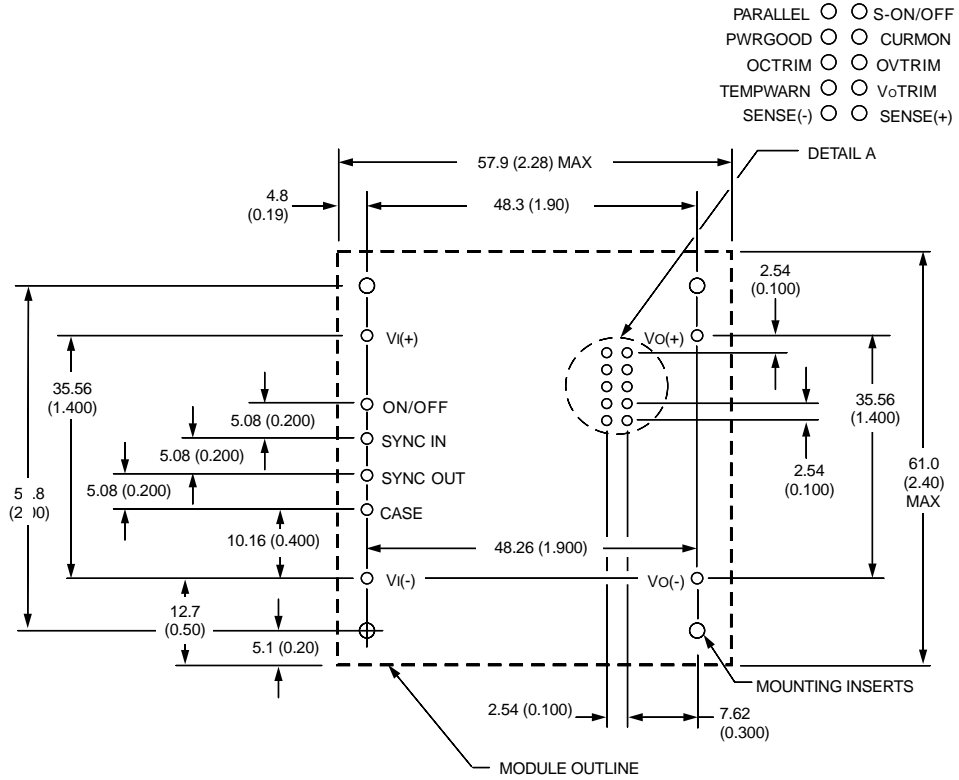 PARALLEL S-ON/OFF
PWRGOOD CURMON
OCTRIM OVTRIM
TEMPWARN VOTRIM
SENSE(-) SENSE(+)
DETAIL A
57.9 (2.28) MAX
4.8
(0.19)
48.3 (1.90)
2.54
(0.100)
VI(+)
VO(+)
35.56
(1.400)
ON/OFF
5.08 (0.200)
SYNC IN
5.08 (0.200)
SYNC OUT
5.08 (0.200)
CASE
10.16 (0.400)
48.26 (1.900)
35.56
(1.400)
2.54
(0.100)
61.0
(2.40)
MAX
VI(-)
VO(-)
12.7
(0.50)
5.1 (0.20)
MOUNTING INSERTS
2.54 (0.100)
7.62
(0.300)
MODULE OUTLINE